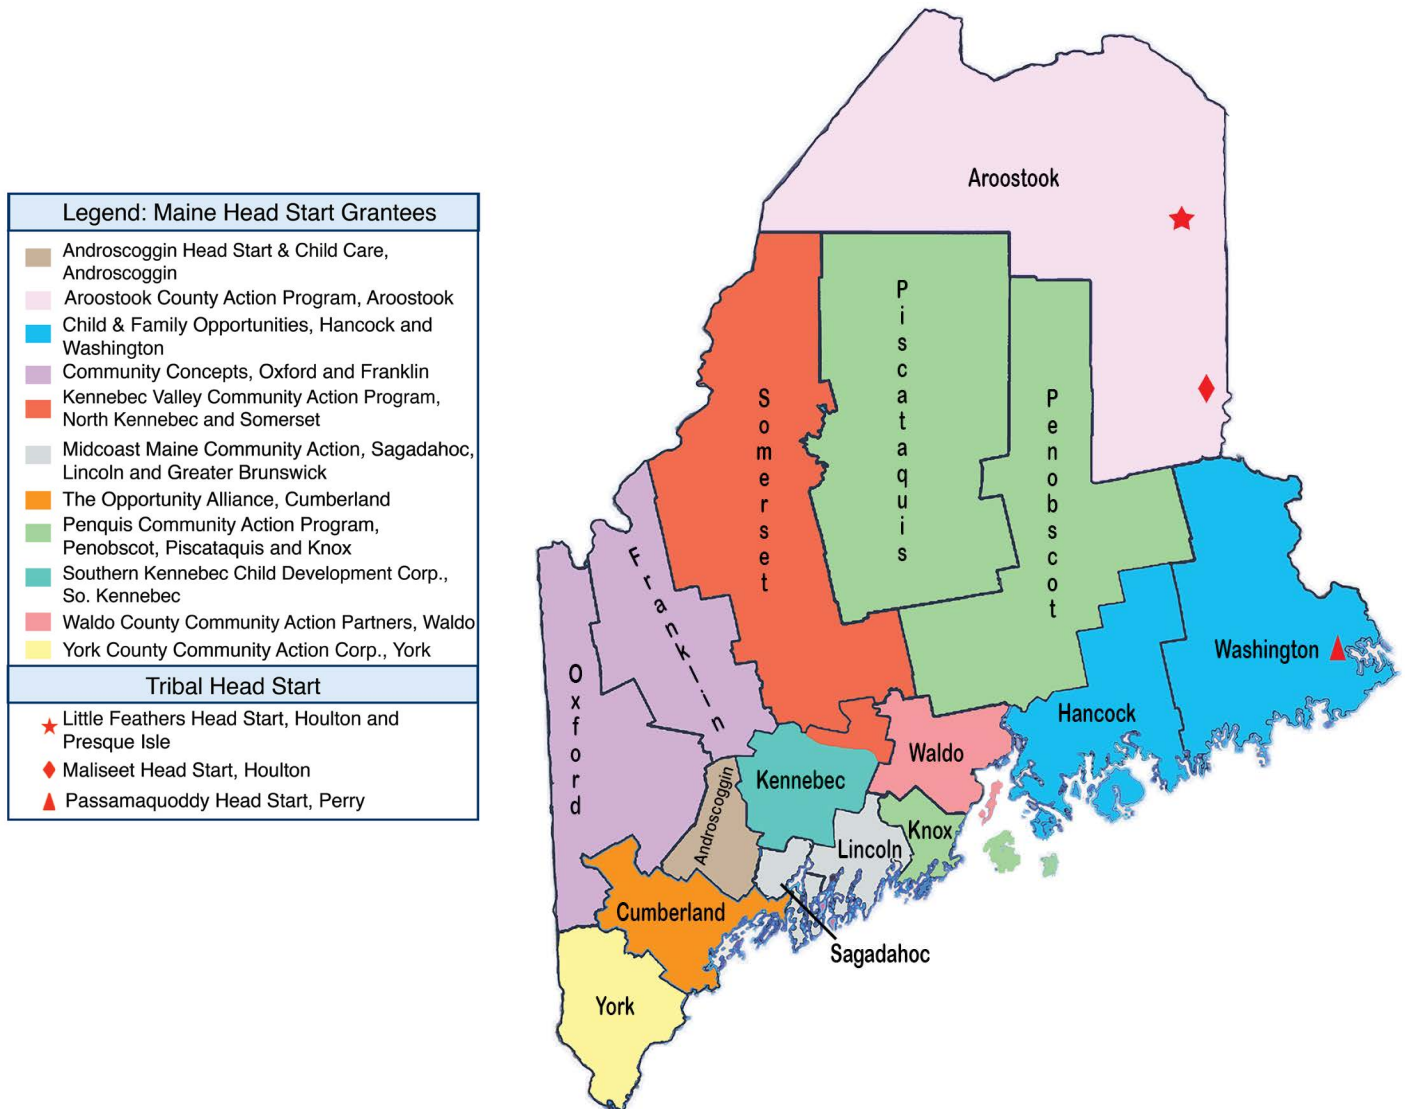 Legend: Maine Head Start Grantees
Androscoggin Head Start & Child Care,
Androscoggin
Aroostook County Action Program, Aroostook
Child & Family Opportunities, Hancock and
Washington
Community Concepts, Oxford and Franklin
Kennebec Valley Community Action Program,
North Kennebec and Somerset
Midcoast Maine Community Action, Sagadahoc,
Lincoln and Greater Brunswick
The Opportunity Alliance, Cumberland
Penquis Community Action Program,
Penobscot, Piscataquis and Knox
Southern Kennebec Child Development Corp.,
So. Kennebec
Waldo County Community Action Partners, Waldo
York County Community Action Corp., York
Tribal Head Start
Little Feathers Head Start, Houlton and
Presque Isle
Maliseet Head Start, Houlton
Passamaquoddy Head Start, Perry
Aroostook
Piscataquis
Somerset
Penobscot
Franklin
Washington
Oxford
Hancock
Waldo
Kennebec
Androscoggin
Knox
Lincoln
Cumberland
Sagadahoc
York